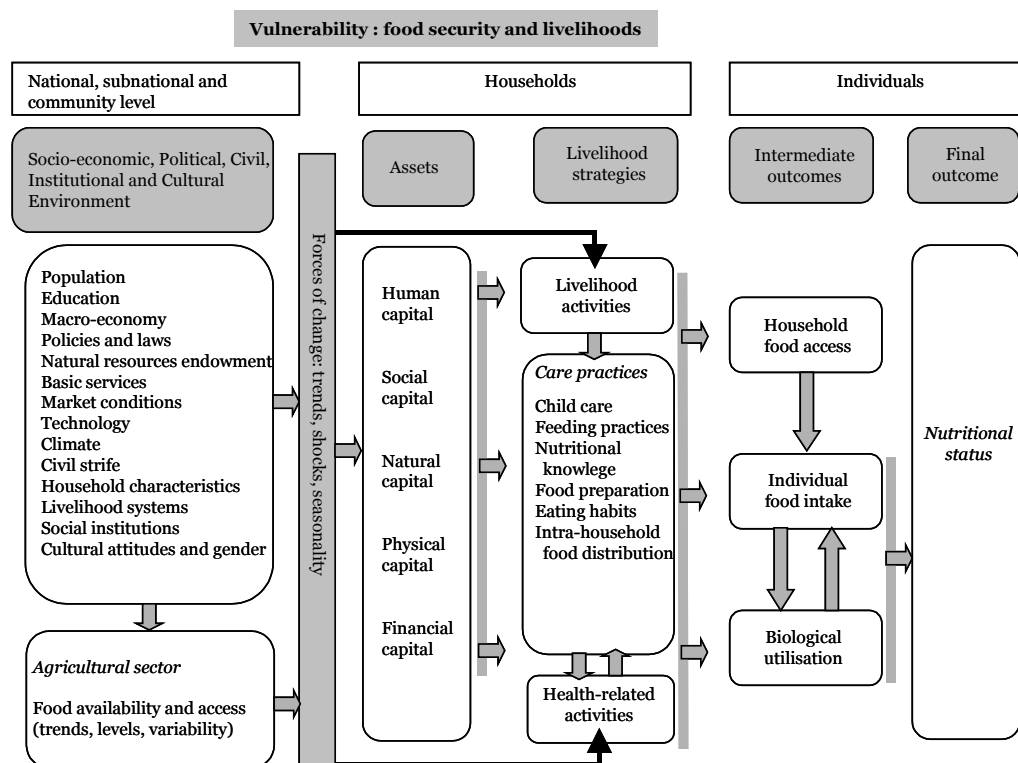 Vulnerability : food security and livelihoods
National, subnational and
community level
Households
Individuals
Socio-economic, Political, Civil,
Institutional and Cultural
Environment
Assets
Livelihood
strategies
Intermediate
outcomes
Final
outcome
Population
Education
Macro-economy
Policies and laws
Natural resources endowment
Basic services
Market conditions
Technology
Climate
Civil strife
Household characteristics
Livelihood systems
Social institutions
Cultural attitudes and gender
Agricultural sector
Food availability and access
(trends, levels, variability)
Forces of change: trends, shocks, seasonality
Human
capital
Social
capital
Natural
capital
Physical
capital
Financial
capital
Livelihood
activities
Care practices
Child care
Feeding practices
Nutritional
knowlege
Food preparation
Eating habits
Intra-household
food distribution
Health-related
activities
Household
food access
Individual
food intake
Biological
utilisation
Nutritional
status